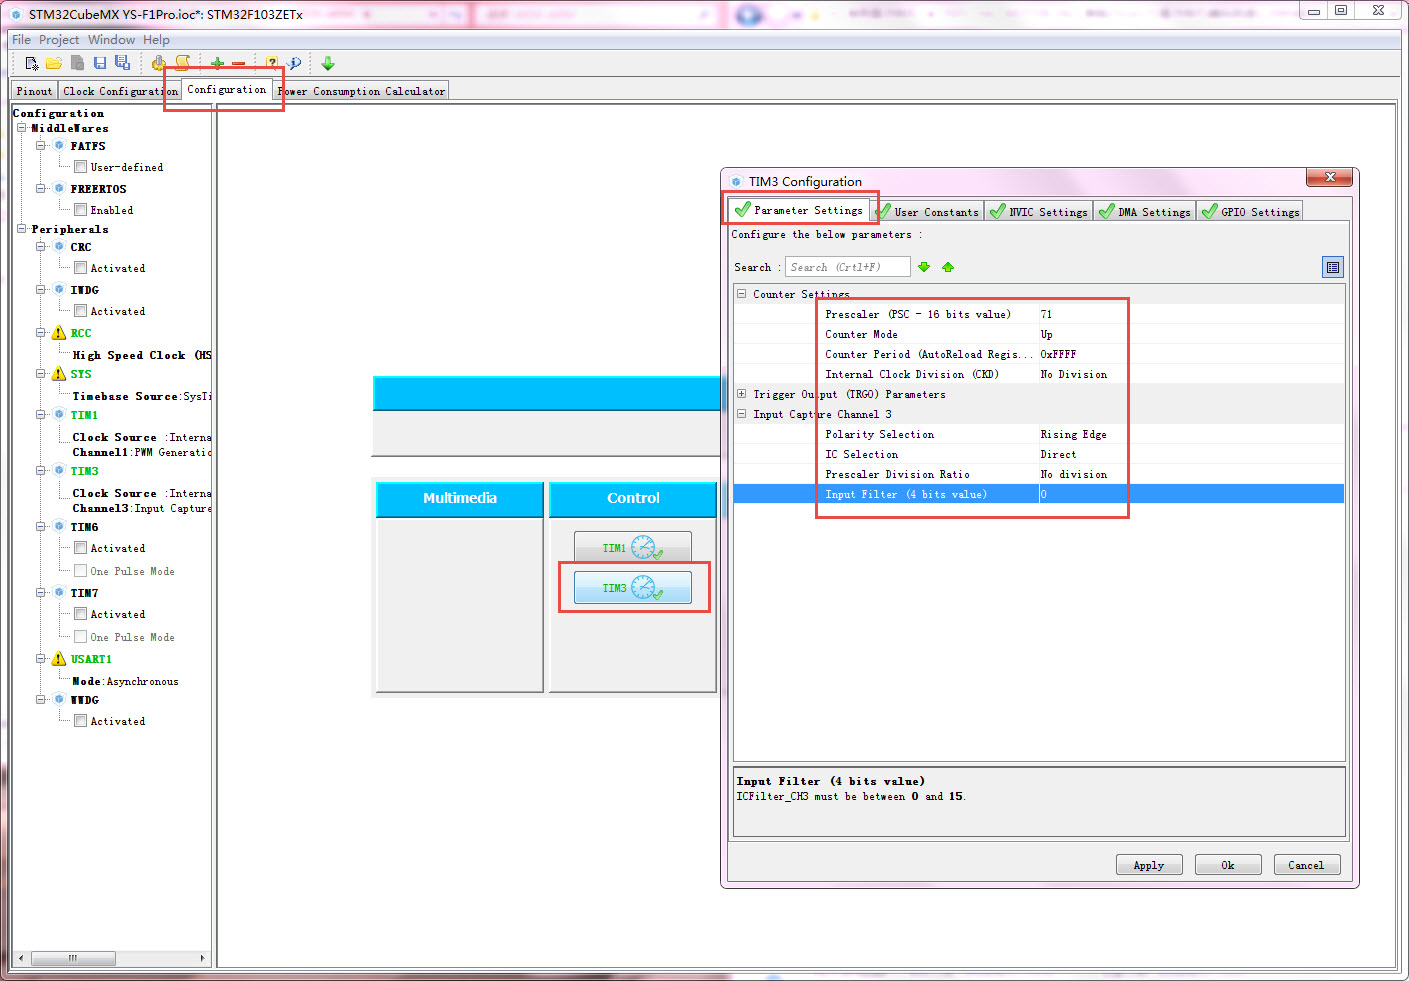 STM32CubeMX YS-F1Pro.ioc*: STM32F103ZETx
File Project Window Help
Pinout Clock Configuration Configuration Power Consumption Calculator
Configuration
MiddleWares
FATFS
User-defined
FREERTOS
Enabled
Peripherals
CRC
Activated
IWDG
Activated
RCC
High Speed Clock (HS
SYS
Timebase Source:SysTi
TIM1
Clock Source :Interna
Channel1:PWM Generatio
TIM3
Clock Source :Interna
Channel3:Input Capture
TIM6
Activated
One Pulse Mode
TIM7
Activated
One Pulse Mode
USART1
Mode:Asynchronous
WWDG
Activated
Multimedia Control
TIM1
TIM3
TIM3 Configuration
Parameter Settings User Constants NVIC Settings DMA Settings GPIO Settings
Configure the below parameters :
Search : Search (Crtl+F)
Counter Settings
Prescaler (PSC - 16 bits value) 71
Counter Mode Up
Counter Period (AutoReload Regis... 0xFFFF
Internal Clock Division (CKD) No Division
Trigger Output (TRGO) Parameters
Input Capture Channel 3
Polarity Selection Rising Edge
IC Selection Direct
Prescaler Division Ratio No division
Input Filter (4 bits value) 0
Input Filter (4 bits value)
ICFilter_CH3 must be between 0 and 15.
Apply Ok Cancel